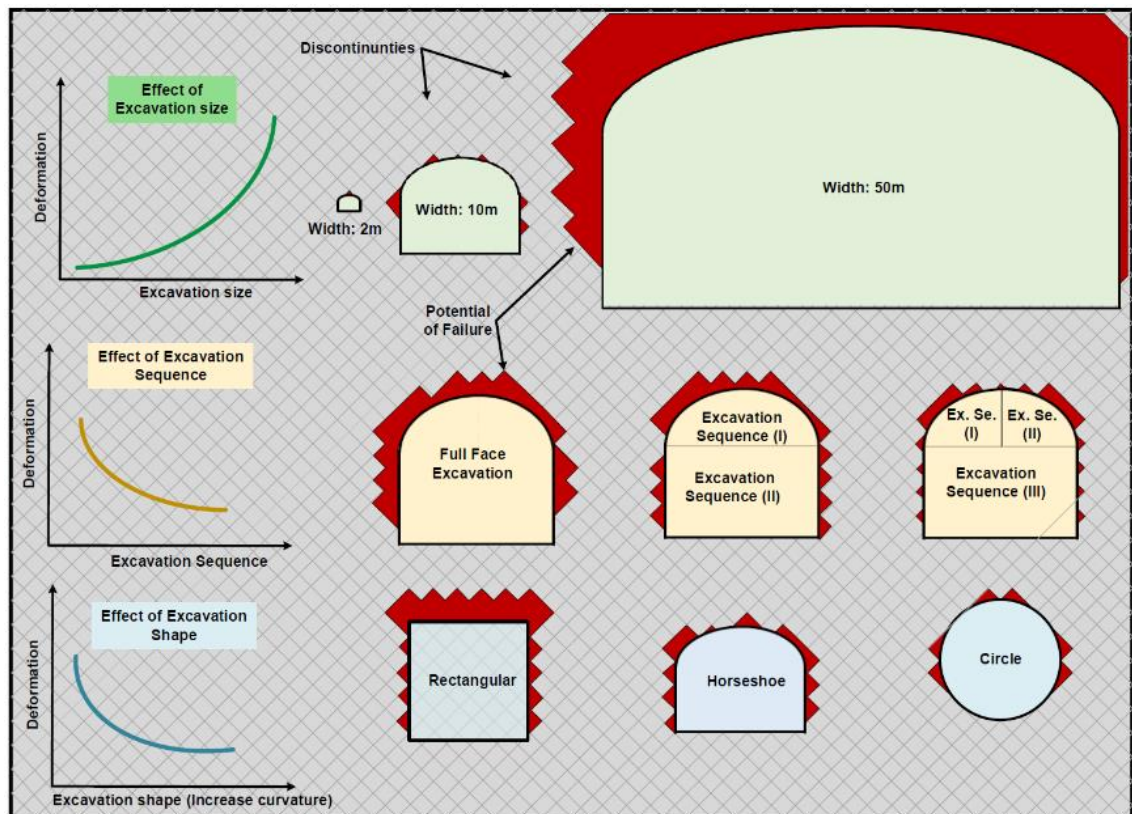 Discontinunties
Effect of
Excavation size
Deformation
Excavation size
Width: 2m
Width: 10m
Width: 50m
Potential
of Failure
Effect of Excavation
Sequence
Deformation
Excavation Sequence
Full Face
Excavation
Excavation
Sequence (I)
Excavation
Sequence (II)
Ex. Se.
(I)
Ex. Se.
(II)
Excavation
Sequence (III)
Effect of Excavation
Shape
Deformation
Excavation shape (Increase curvature)
Rectangular
Horseshoe
Circle